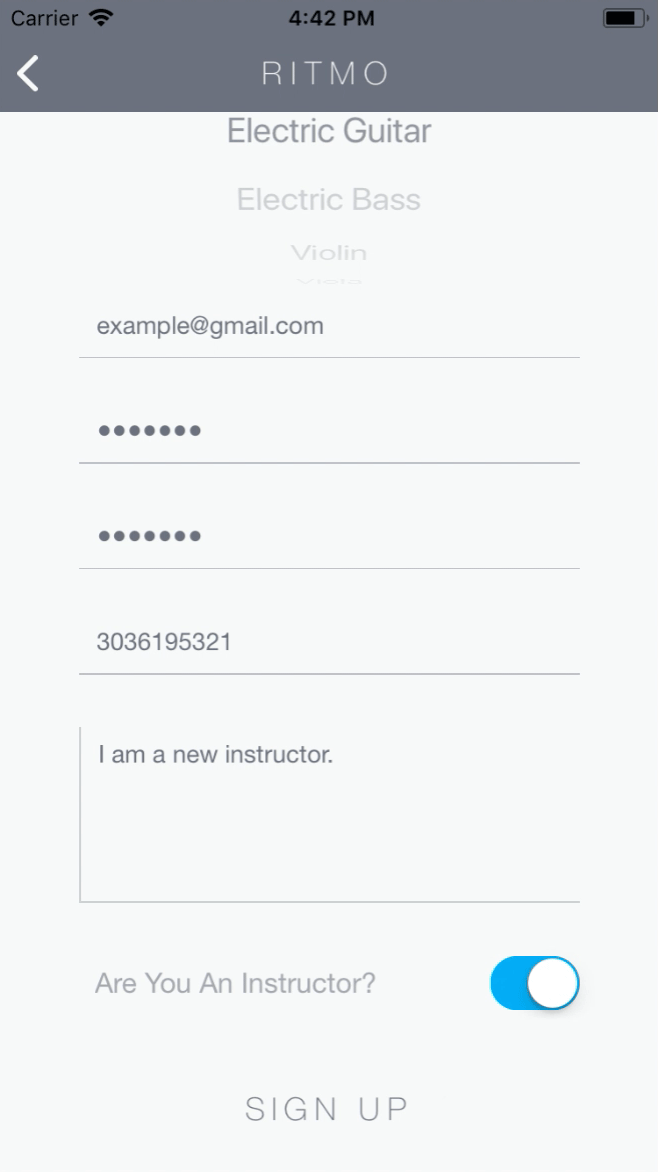 Carrier 4:42 PM
RITMO
Electric Guitar
Electric Bass
Violin
Viola
example@gmail.com
•••••••
•••••••
3036195321
I am a new instructor.
Are You An Instructor?
SIGN UP